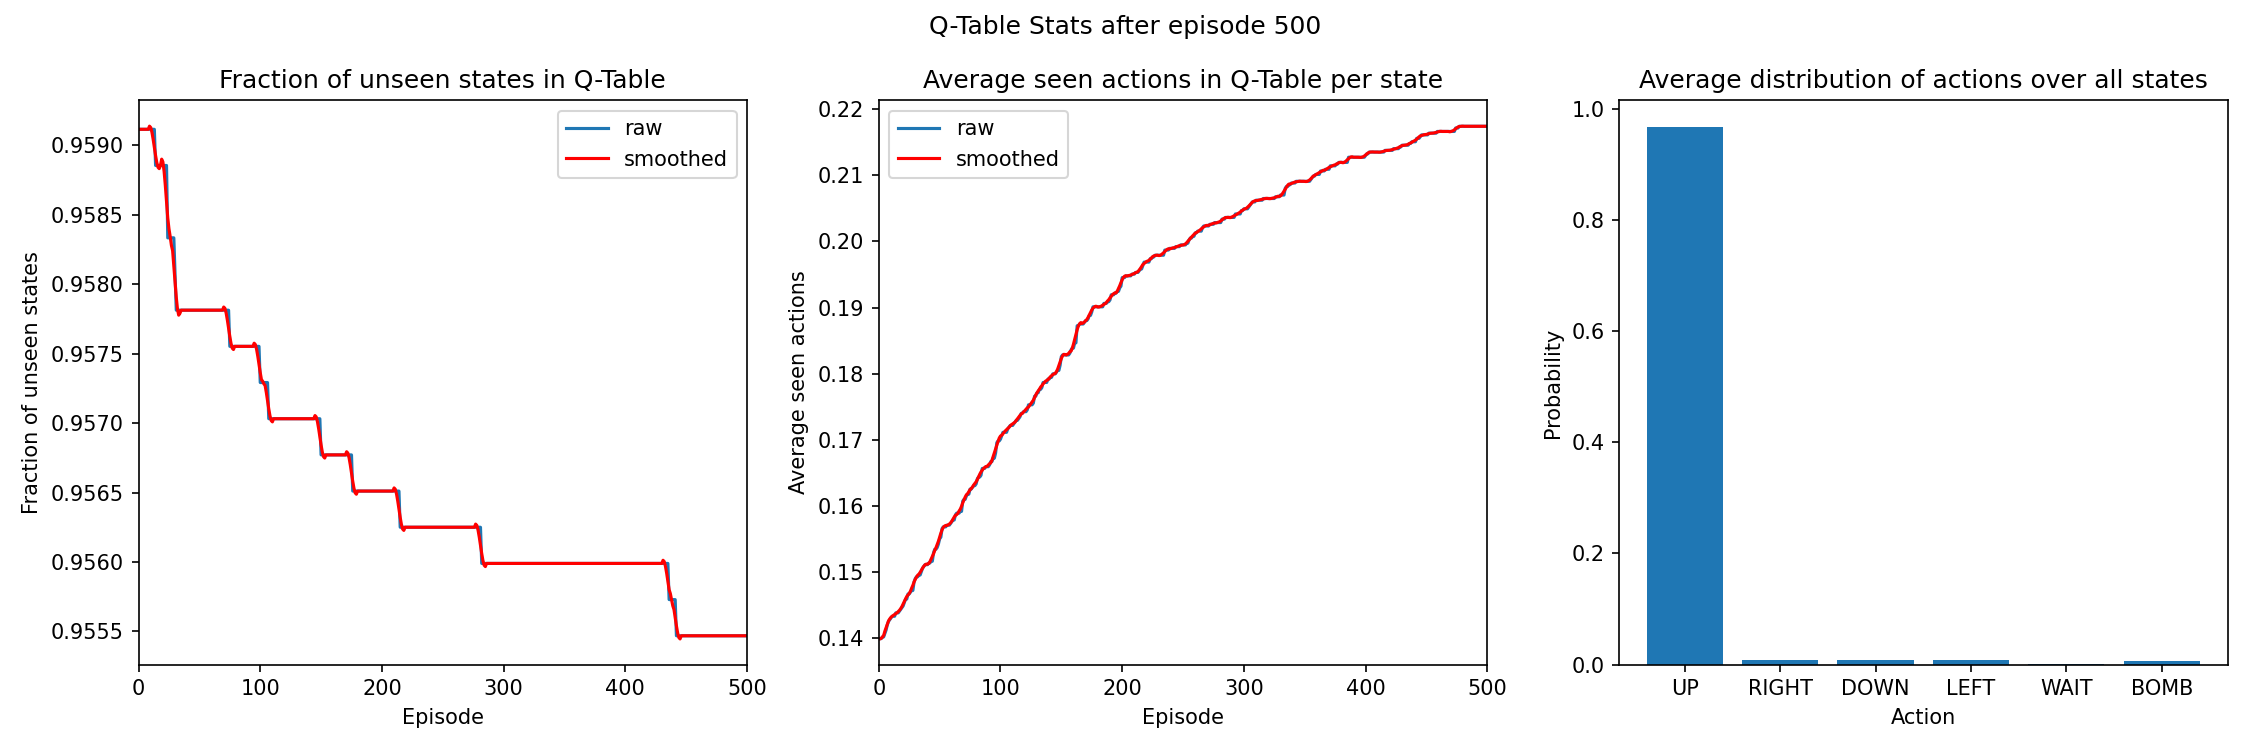 Q-Table Stats after episode 500
Fraction of unseen states in Q-Table
0.9590
0.9585
0.9580
0.9575
0.9570
0.9565
0.9560
0.9555
Fraction of unseen states
raw
smoothed
0 100 200 300 400 500
Episode
Average seen actions in Q-Table per state
0.22
0.21
0.20
0.19
0.18
0.17
0.16
0.15
0.14
Average seen actions
raw
smoothed
0 100 200 300 400 500
Episode
Average distribution of actions over all states
1.0
0.8
0.6
0.4
0.2
0.0
Probability
UP RIGHT DOWN LEFT WAIT BOMB
Action